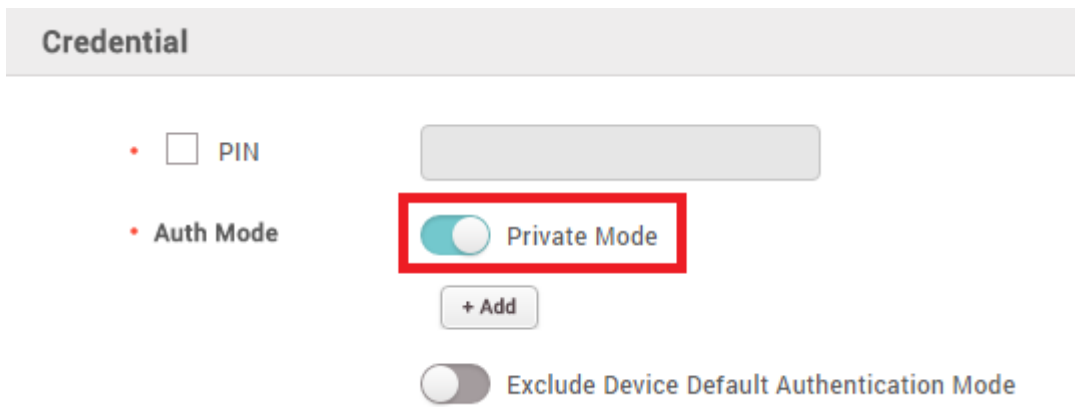 Credential
PIN
Auth Mode
Private Mode
+ Add
Exclude Device Default Authentication Mode